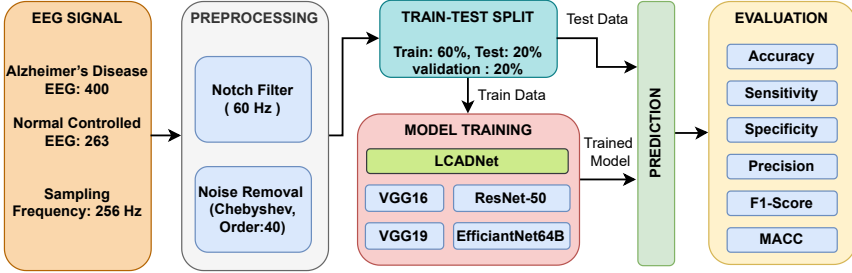 EEG SIGNAL
Alzheimer's Disease
EEG: 400
Normal Controlled
EEG: 263
Sampling
Frequency: 256 Hz
PREPROCESSING
Notch Filter
( 60 Hz )
Noise Removal
(Chebyshev,
Order:40)
TRAIN-TEST SPLIT
Train: 60%, Test: 20%
validation : 20%
Test Data
Train Data
MODEL TRAINING
LCADNet
VGG16
ResNet-50
VGG19
EfficiantNet64B
Trained
Model
PREDICTION
EVALUATION
Accuracy
Sensitivity
Specificity
Precision
F1-Score
MACC